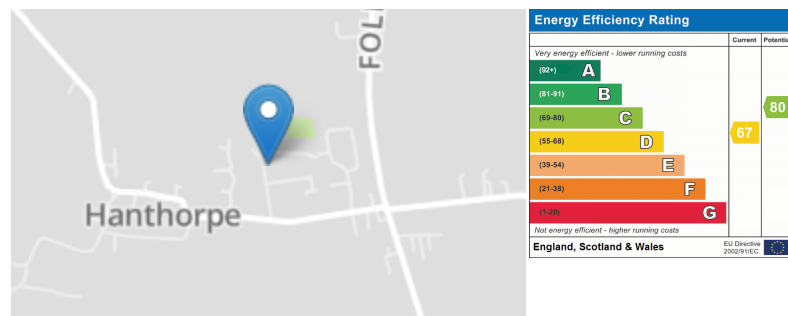 FOL
Hanthorpe
Energy Efficiency Rating
Current Potenti
Very energy efficient - lower running costs
(92+) A
(81-91) B
(69-80) C
(55-68) D
(39-54) E
(21-38) F
(1-20) G
67
80
Not energy efficient - higher running costs
England, Scotland & Wales
EU Directive
2002/91/EC